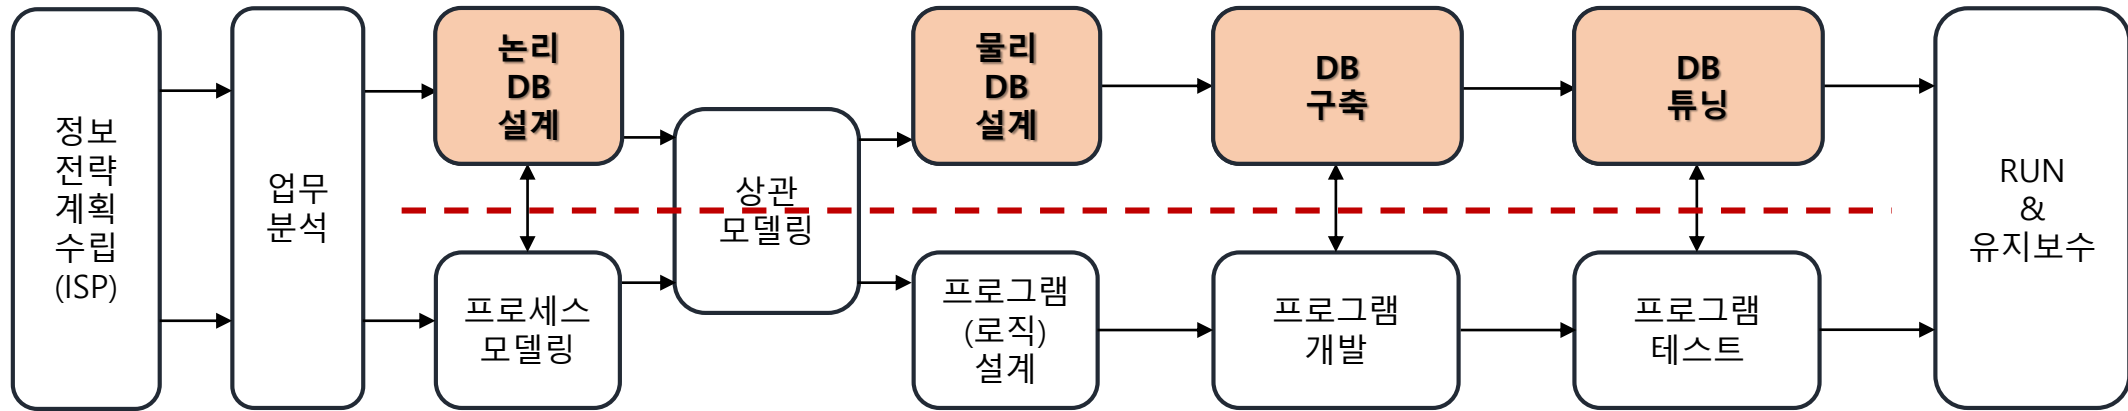 정보
전략
계획
수립
(ISP)
업무
분석
논리
DB
설계
프로세스
모델링
상관
모델링
물리
DB
설계
프로그램
(로직)
설계
DB
구축
프로그램
개발
DB
튜닝
프로그램
테스트
RUN
&
유지보수